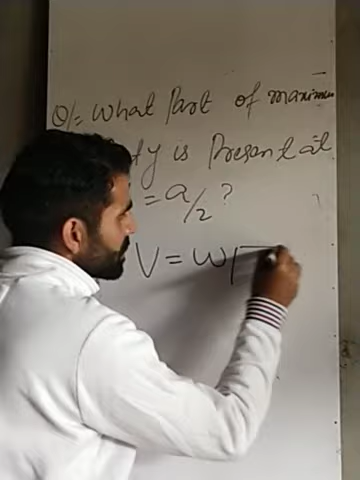 Q/= What Part of maximum
y is Present at
= a/2 ?
V = w